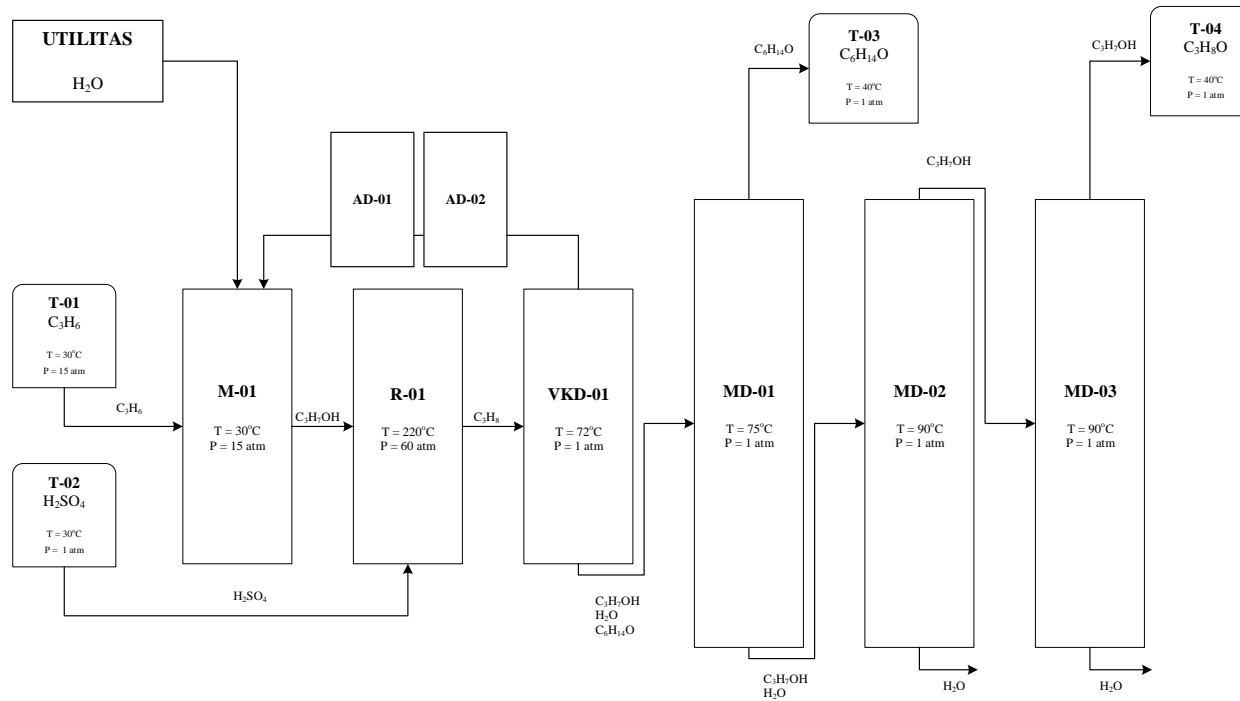 UTILITAS
H₂O
T-03
C₆H₁₄O
T = 40°C
P = 1 atm
T-04
C₃H₈O
T = 40°C
P = 1 atm
C₆H₁₄O
C₃H₇OH
AD-01
AD-02
C₃H₇OH
T-01
C₃H₆
T = 30°C
P = 15 atm
C₃H₆
M-01
T = 30°C
P = 15 atm
C₃H₇OH
R-01
T = 220°C
P = 60 atm
C₃H₈
VKD-01
T = 72°C
P = 1 atm
MD-01
T = 75°C
P = 1 atm
MD-02
T = 90°C
P = 1 atm
MD-03
T = 90°C
P = 1 atm
T-02
H₂SO₄
T = 30°C
P = 1 atm
H₂SO₄
C₃H₇OH
H₂O
C₆H₁₄O
C₃H₇OH
H₂O
H₂O
H₂O